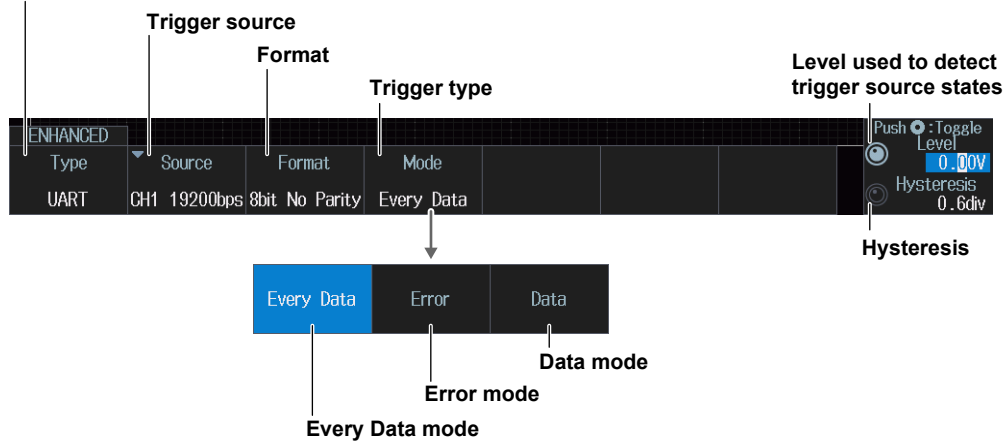 Trigger source
Format
Trigger type
Level used to detect
trigger source states
ENHANCED
Type
Source
Format
Mode
UART
CH1 19200bps
8bit No Parity
Every Data
Push :Toggle
Level
0.00V
Hysteresis
0.6div
Hysteresis
Every Data
Error
Data
Data mode
Error mode
Every Data mode